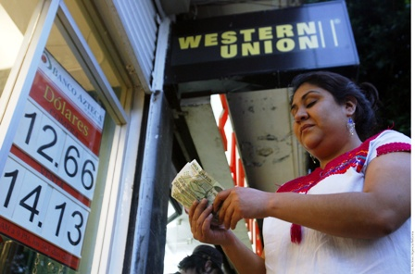 BANCO AZTECA
Dólares
12.66
14.13
WESTERN
UNION